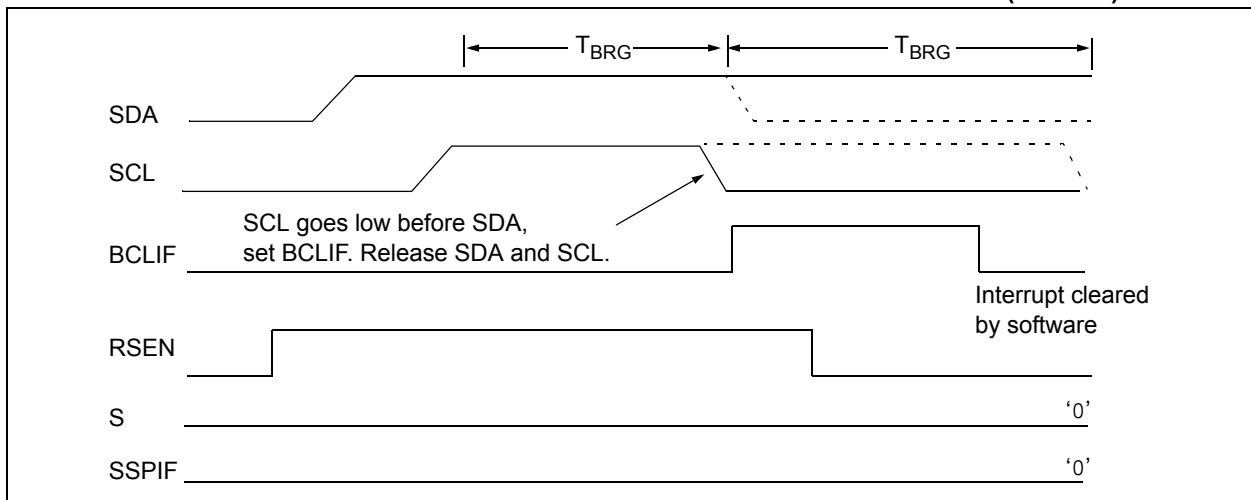 TBRG TBRG
SDA
SCL
SCL goes low before SDA,
set BCLIF. Release SDA and SCL.
BCLIF
Interrupt cleared
by software
RSEN
S ‘0’
SSPIF ‘0’